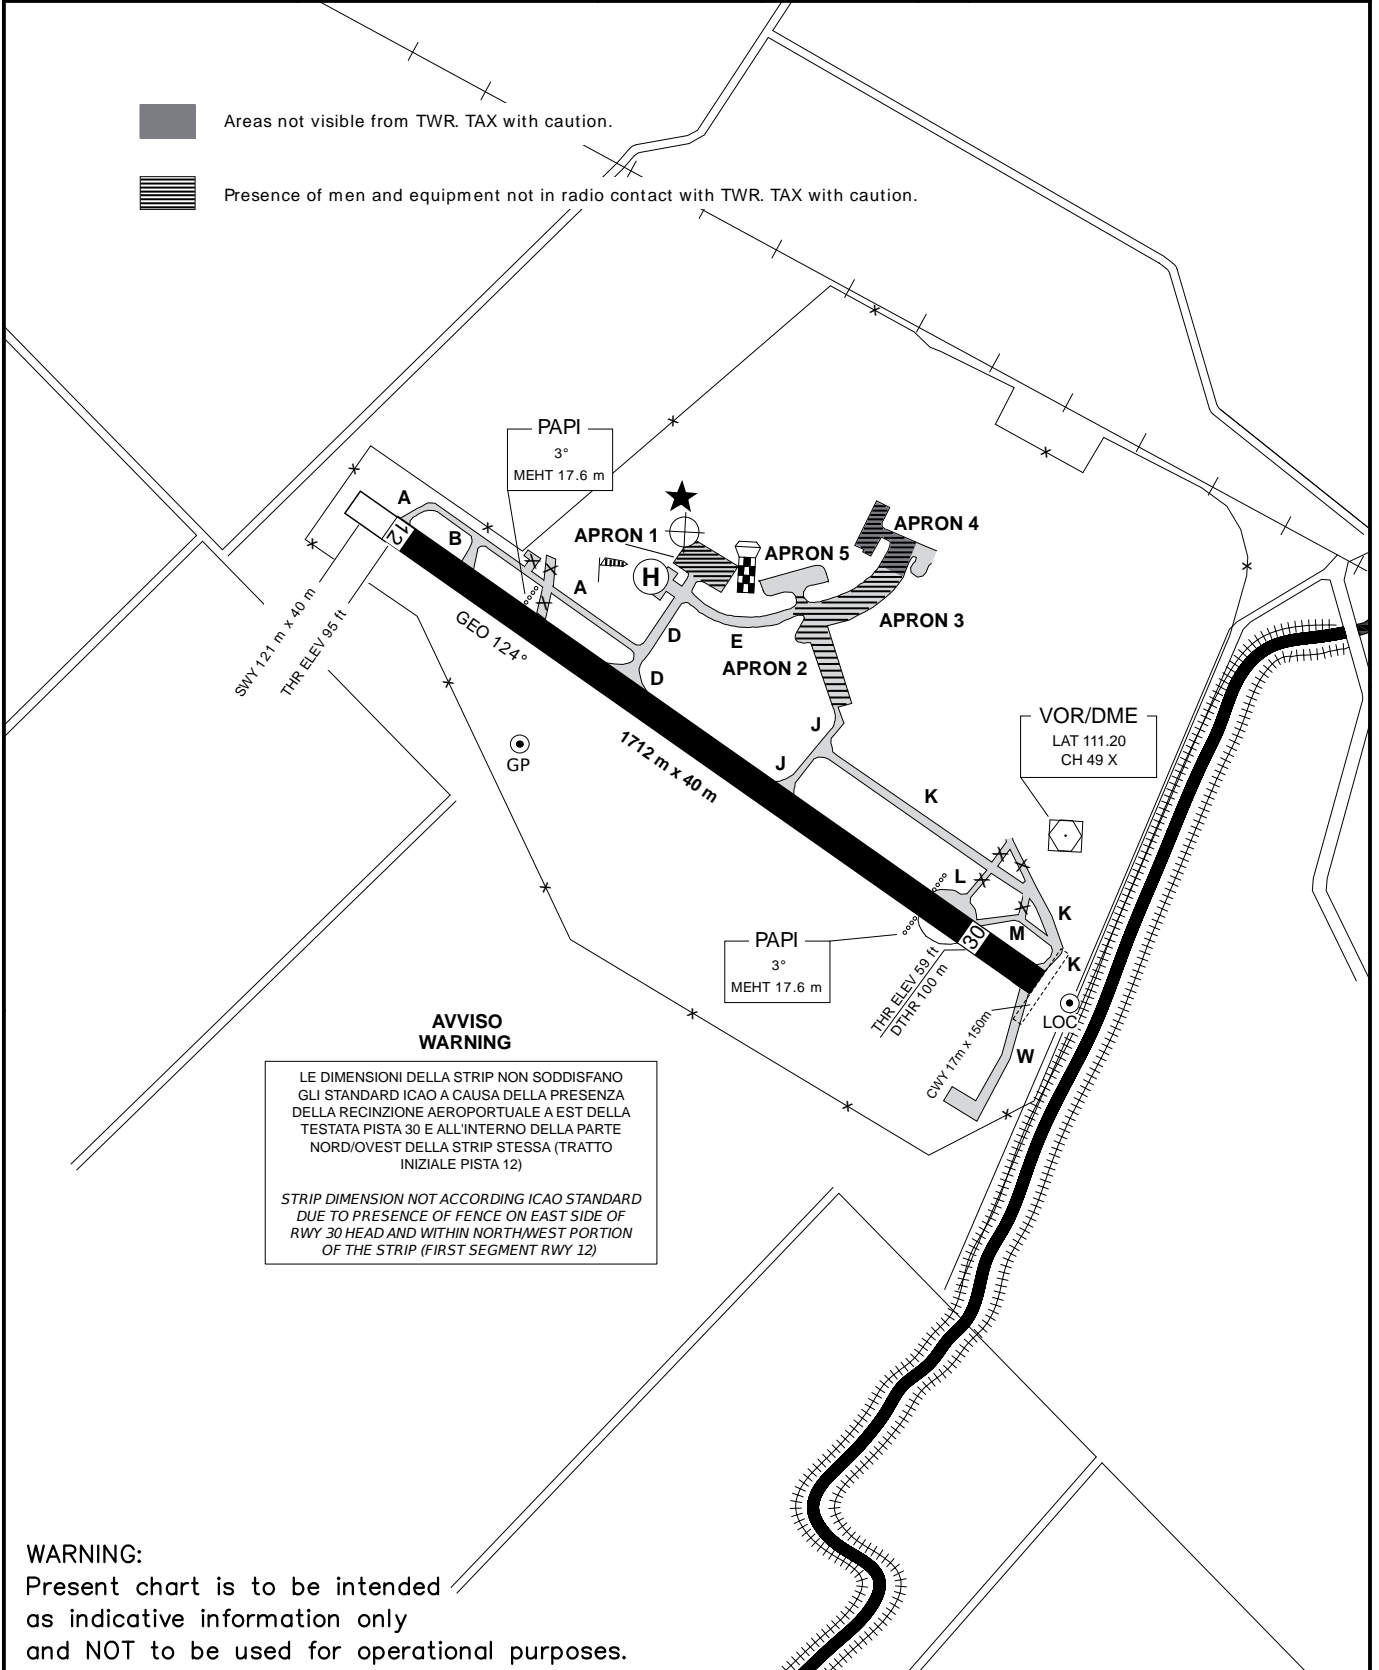 Areas not visible from TWR. TAX with caution.
Presence of men and equipment not in radio contact with TWR. TAX with caution.
PAPI
3°
MEHT 17.6 m
A
B
A
12
SWY 121 m x 40 m
THR ELEV 95 ft
GEO 124°
APRON 1
H
APRON 5
APRON 4
APRON 3
D
E
APRON 2
D
J
J
GP
1712 m x 40 m
VOR/DME
LAT 111.20
CH 49 X
K
L
K
M
K
30
PAPI
3°
MEHT 17.6 m
THR ELEV 59 ft
DTHR 100 m
CWY 17m x 150m
LOC
W
AVVISO
WARNING
LE DIMENSIONI DELLA STRIP NON SODDISFANO
GLI STANDARD ICAO A CAUSA DELLA PRESENZA
DELLA RECINZIONE AEROPORTUALE A EST DELLA
TESTATA PISTA 30 E ALL'INTERNO DELLA PARTE
NORD/OVEST DELLA STRIP STESSA (TRATTO
INIZIALE PISTA 12)
STRIP DIMENSION NOT ACCORDING ICAO STANDARD
DUE TO PRESENCE OF FENCE ON EAST SIDE OF
RWY 30 HEAD AND WITHIN NORTH/WEST PORTION
OF THE STRIP (FIRST SEGMENT RWY 12)
WARNING:
Present chart is to be intended
as indicative information only
and NOT to be used for operational purposes.